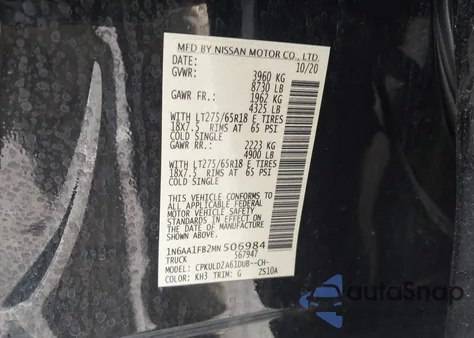 MFD BY NISSAN MOTOR CO., LTD.
10/20
GVWR: 3960 KG
8730 LB
GAWR FR.: 1962 KG
4325 LB
WITH LT275/65R18 E TIRES
18X7.5 RIMS AT 65 PSI
COLD SINGLE
GAWR RR.: 2223 KG
4900 LB
WITH LT275/65R18 E TIRES
18X7.5 RIMS AT 65 PSI
COLD SINGLE
THIS VEHICLE CONFORMS TO
ALL APPLICABLE FEDERAL
MOTOR VEHICLE SAFETY
STANDARDS IN EFFECT ON
THE DATE OF MANUFACTURE
SHOWN ABOVE.
1N6AA1FB2MN 506984
TRUCK 567947
MODEL: CPKULDZA61DUB--CH-
COLOR: KH3 TRIM: G ZS10A
autoSnap